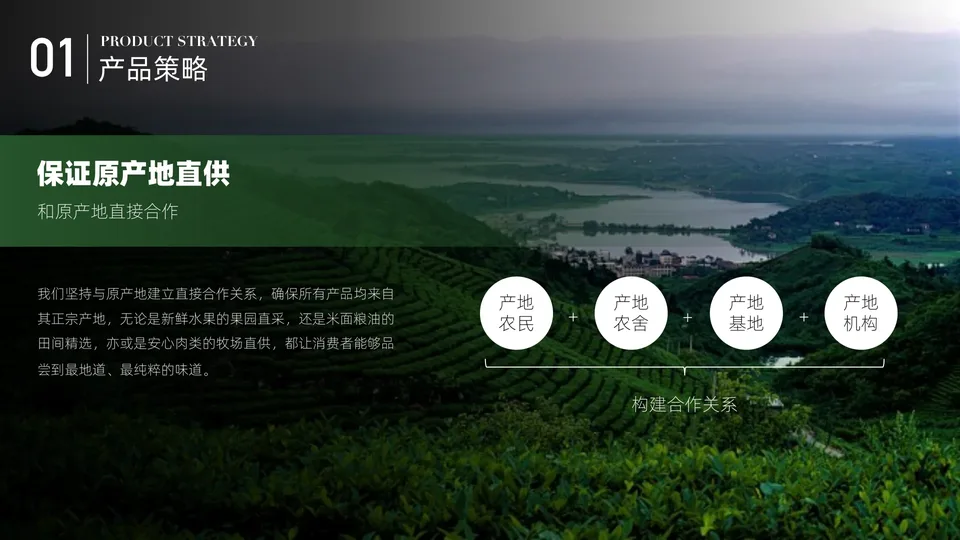 01
PRODUCT STRATEGY
产品策略
保证原产地直供
和原产地直接合作
我们坚持与原产地建立直接合作关系，确保所有产品均来自
其正宗产地，无论是新鲜水果的果园直采，还是米面粮油的
田间精选，亦或是安心肉类的牧场直供，都让消费者能够品
尝到最地道、最纯粹的味道。
产地
农民
+
产地
农舍
+
产地
基地
+
产地
机构
构建合作关系